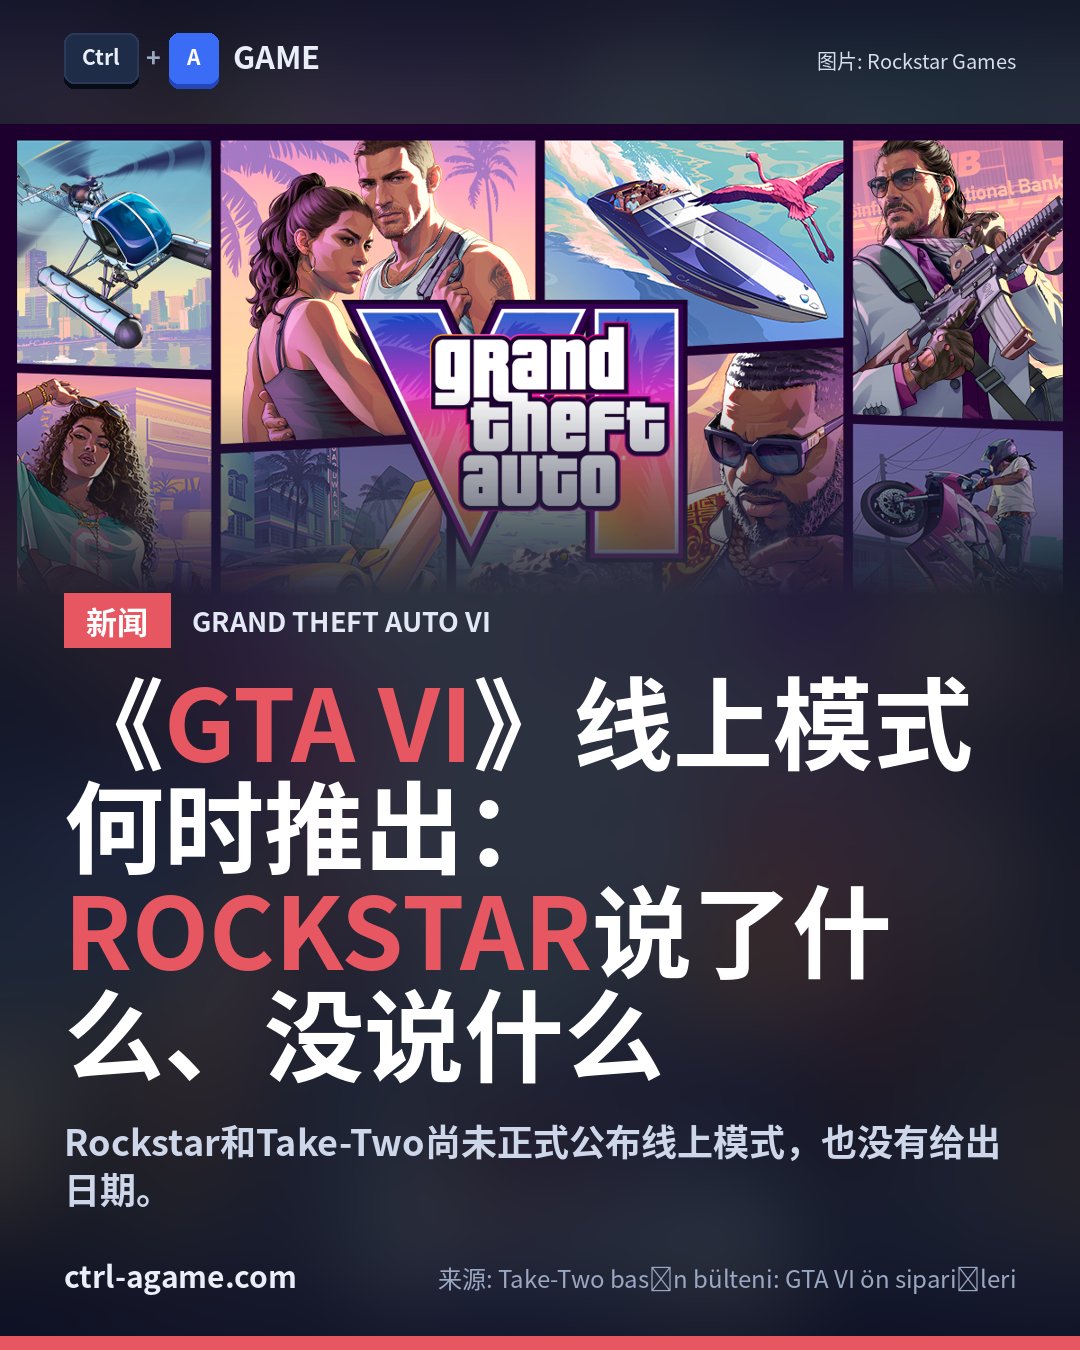 Ctrl + A GAME
图片: Rockstar Games
VI
grand
theft
auto
新闻 GRAND THEFT AUTO VI
《GTA VI》线上模式
何时推出：
ROCKSTAR说了什
么、没说什么
Rockstar和Take-Two尚未正式公布线上模式，也没有给出
日期。
ctrl-agame.com
来源: Take-Two bas□n bülteni: GTA VI ön sipari□leri